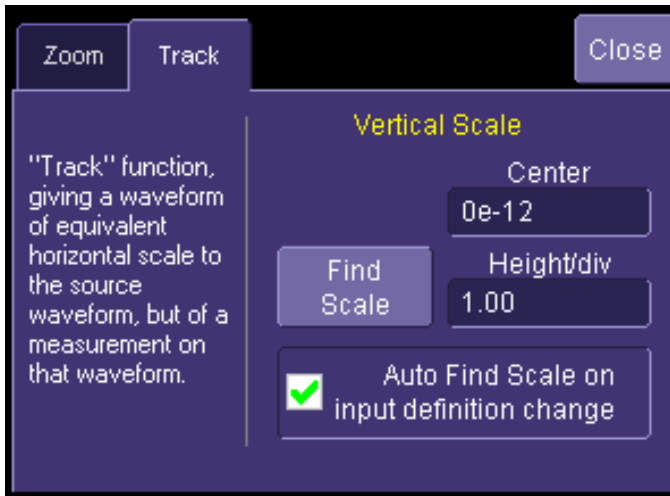 Zoom
Track
Close
"Track" function,
giving a waveform
of equivalent
horizontal scale to
the source
waveform, but of a
measurement on
that waveform.
Vertical Scale
Center
0e-12
Find
Scale
Height/div
1.00
Auto Find Scale on
input definition change